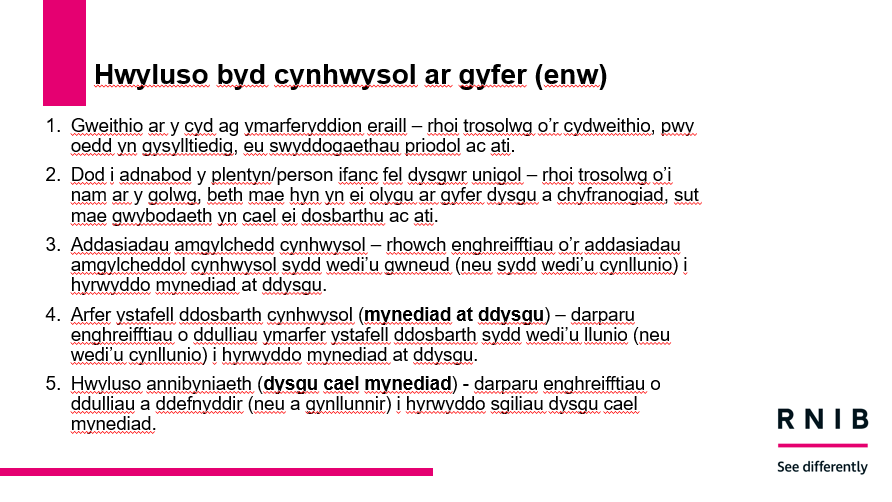 Hwyluso byd cynhwysol ar gyfer (enw)
1. Gweithio ar y cyd ag ymarferyddion eraill – rhoi trosolwg o’r cydweithio, pwy
oedd yn gysylltiedig, eu swyddogaethau priodol ac ati.
2. Dod i adnabod y plentyn/person ifanc fel dysgwr unigol – rhoi trosolwg o’i
nam ar y golwg, beth mae hyn yn ei olygu ar gyfer dysgu a chyfranogiad, sut
mae gwybodaeth yn cael ei dosbarthu ac ati.
3. Addasiadau amgylchedd cynhwysol – rhowch enghreifftiau o’r addasiadau
amgylcheddol cynhwysol sydd wedi’u gwneud (neu sydd wedi’u cynllunio) i
hyrwyddo mynediad at ddysgu.
4. Arfer ystafell ddosbarth cynhwysol (mynediad at ddysgu) – darparu
enghreifftiau o ddulliau ymarfer ystafell ddosbarth sydd wedi’u llunio (neu
wedi’u cynllunio) i hyrwyddo mynediad at ddysgu.
5. Hwyluso annibyniaeth (dysgu cael mynediad) - darparu enghreifftiau o
ddulliau a ddefnyddir (neu a gynllunnir) i hyrwyddo sgiliau dysgu cael
mynediad.
RNIB
See differently